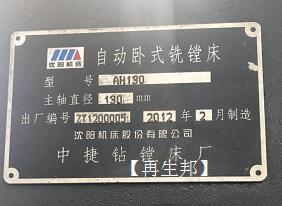 沈阳机床
自动卧式铣镗床
型号 AH190
主轴直径 190 mm
出厂编号 ZJ1200005 2012 年 2 月制造
沈阳机床股份有限公司
中捷钻镗床厂
【再生邦】